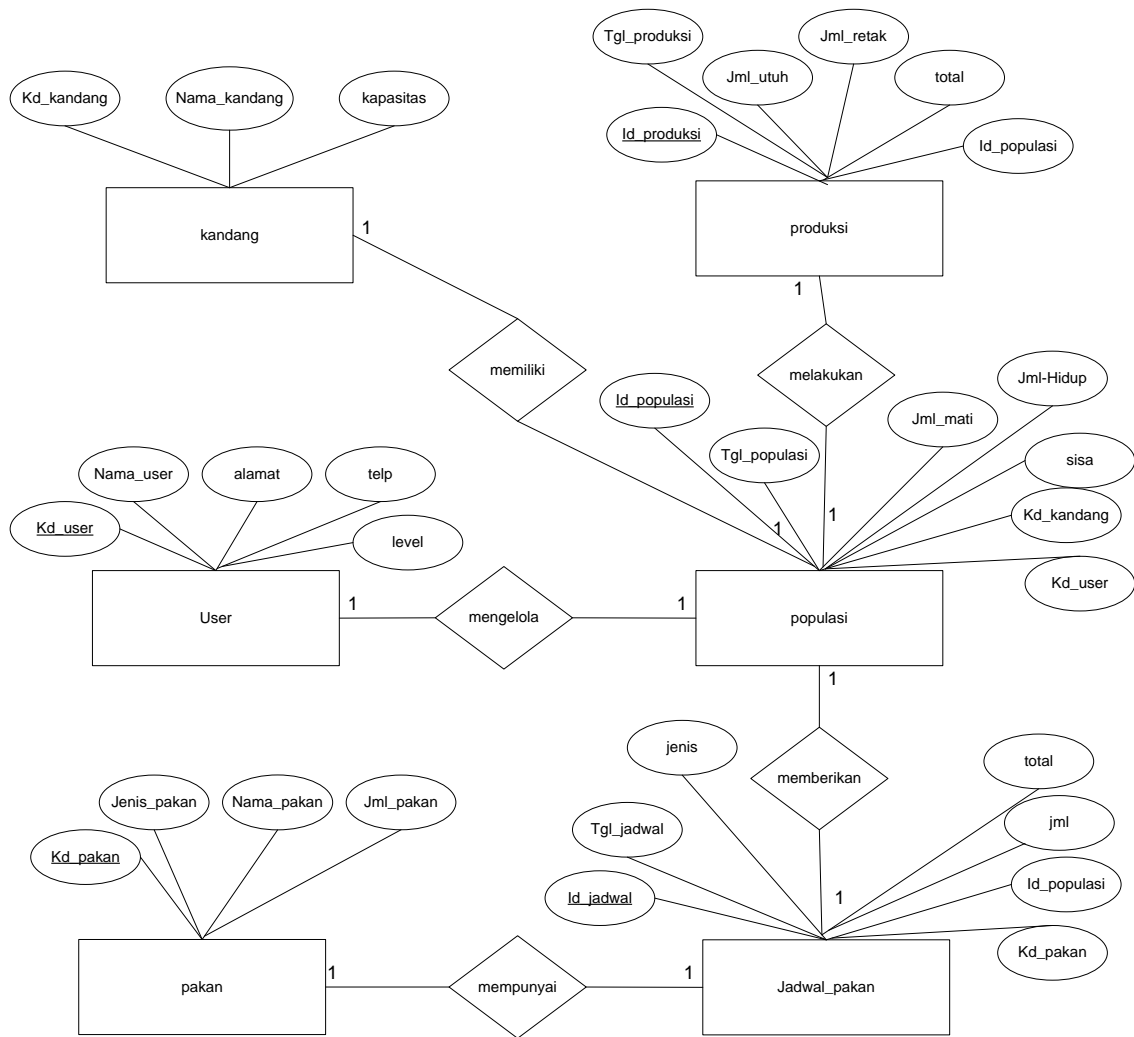 Tgl_produksi
Jml_retak
Jml_utuh
total
Id_produksi
Id_populasi
Kd_kandang
Nama_kandang
kapasitas
kandang
1
produksi
1
memiliki
melakukan
Id_populasi
Tgl_populasi
Jml_mati
Jml-Hidup
sisa
Kd_kandang
Kd_user
1
1
Nama_user
alamat
telp
Kd_user
level
User
1
mengelola
1
populasi
1
jenis
memberikan
total
Tgl_jadwal
jml
Id_jadwal
Id_populasi
1
Kd_pakan
Jenis_pakan
Nama_pakan
Jml_pakan
Kd_pakan
pakan
1
mempunyai
1
Jadwal_pakan